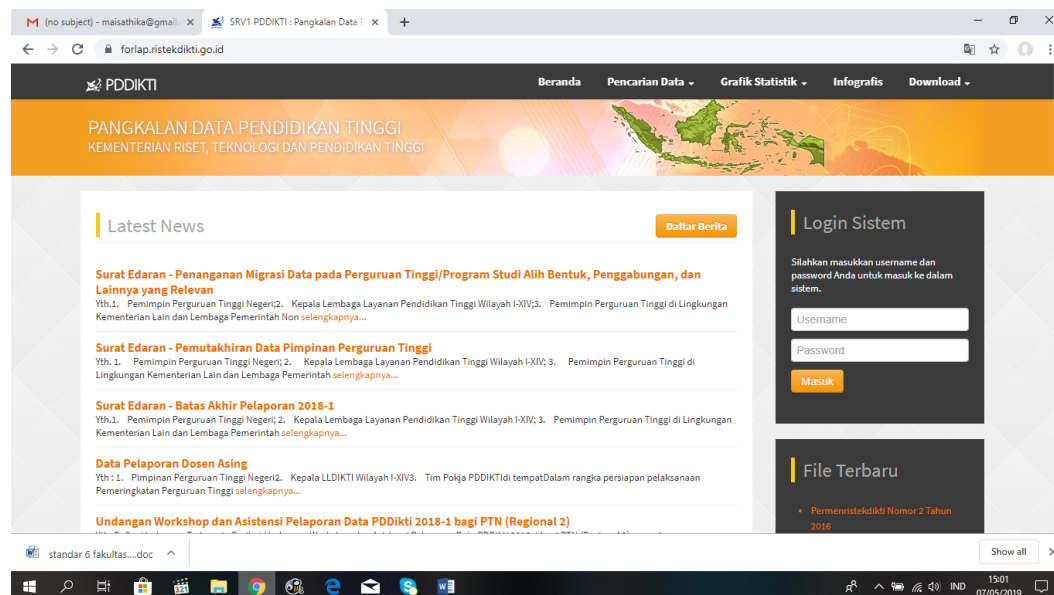 (no subject) - maisathika@gmail
SRV1 PDDIKTI : Pangkalan Data P
forlap.ristekdikti.go.id
PDDIKTI
Beranda Pencarian Data Grafik Statistik Infografis Download
PANGKALAN DATA PENDIDIKAN TINGGI
KEMENTERIAN RISET, TEKNOLOGI DAN PENDIDIKAN TINGGI
Latest News
Daftar Berita
Surat Edaran - Penanganan Migrasi Data pada Perguruan Tinggi/Program Studi Alih Bentuk, Penggabungan, dan
Lainnya yang Relevan
Yth.1. Pemimpin Perguruan Tinggi Negeri;2. Kepala Lembaga Layanan Pendidikan Tinggi Wilayah I-XIV;3. Pemimpin Perguruan Tinggi di Lingkungan
Kementerian Lain dan Lembaga Pemerintah Non selengkapnya...
Surat Edaran - Pemutakhiran Data Pimpinan Perguruan Tinggi
Yth. 1. Pemimpin Perguruan Tinggi Negeri; 2. Kepala Lembaga Layanan Pendidikan Tinggi Wilayah I-XIV; 3. Pemimpin Perguruan Tinggi di
Lingkungan Kementerian Lain dan Lembaga Pemerintah selengkapnya...
Surat Edaran - Batas Akhir Pelaporan 2018-1
Yth.1. Pemimpin Perguruan Tinggi Negeri; 2. Kepala Lembaga Layanan Pendidikan Tinggi Wilayah I-XIV; 3. Pemimpin Perguruan Tinggi di Lingkungan
Kementerian Lain dan Lembaga Pemerintah selengkapnya...
Data Pelaporan Dosen Asing
Yth : 1. Pimpinan Perguruan Tinggi Negeri2. Kepala LLDIKTI Wilayah I-XIV3. Tim Pokja PDDIKTIdi tempatDalam rangka persiapan pelaksanaan
Pemeringkatan Perguruan Tinggi selengkapnya...
Undangan Workshop dan Asistensi Pelaporan Data PDDikti 2018-1 bagi PTN (Regional 2)
Login Sistem
Silahkan masukkan username dan
password Anda untuk masuk ke dalam
sistem.
Username
Password
Masuk
File Terbaru
Permenristekdikti Nomor 2 Tahun
2016
standar 6 fakultas....doc
Show all
IND
15:01
07/05/2019